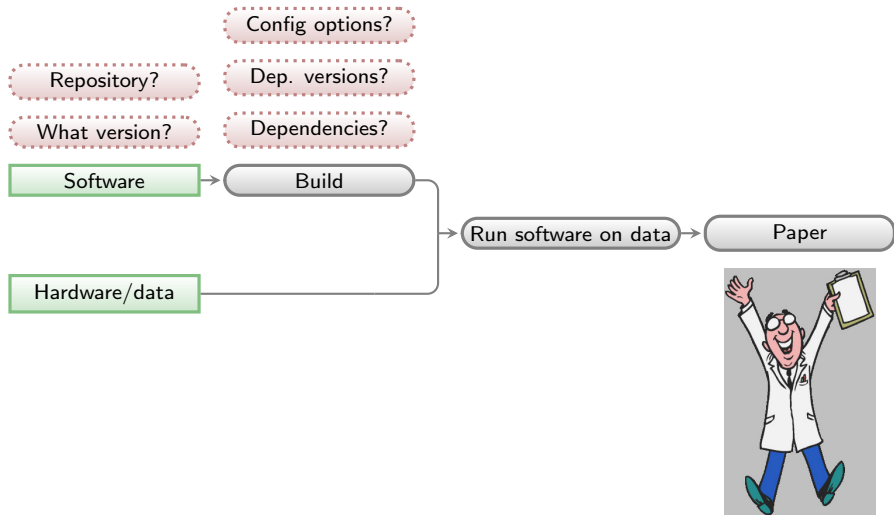 Config options?
Repository?
Dep. versions?
What version?
Dependencies?
Software
Build
Run software on data
Paper
Hardware/data